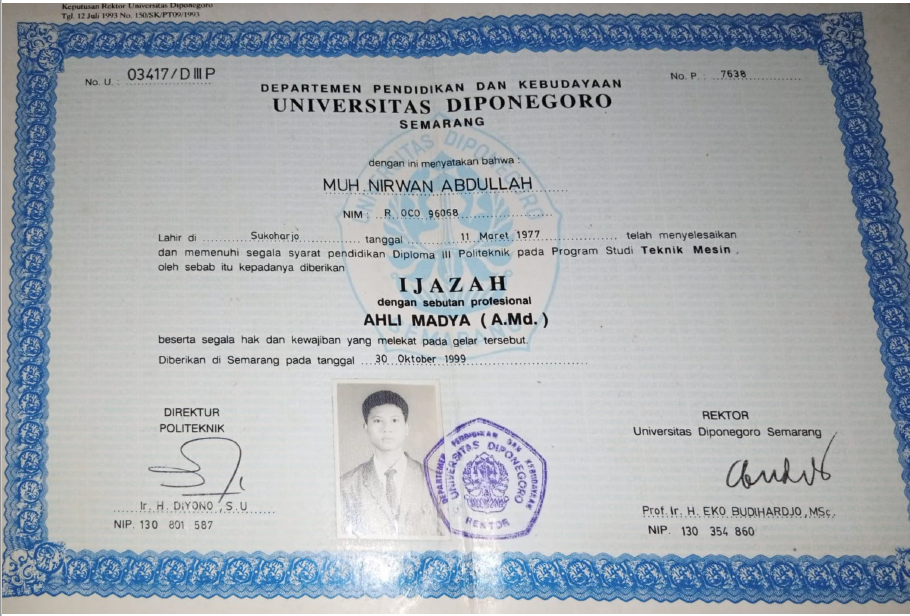 Keputusan Rektor Universitas Diponegoro
Tgl. 12 Juli 1993 No. 150/SK/PT09/1993
No. U. : 03417/D III P
No. P. : 7638
DEPARTEMEN PENDIDIKAN DAN KEBUDAYAAN
UNIVERSITAS DIPONEGORO
SEMARANG
dengan ini menyatakan bahwa :
MUH. NIRWAN ABDULLAH
NIM : R. OCO 96068
Lahir di Sukoharjo tanggal 11 Maret 1977 telah menyelesaikan
dan memenuhi segala syarat pendidikan Diploma III Politeknik pada Program Studi Teknik Mesin,
oleh sebab itu kepadanya diberikan
IJAZAH
dengan sebutan profesional
AHLI MADYA ( A.Md. )
beserta segala hak dan kewajiban yang melekat pada gelar tersebut.
Diberikan di Semarang pada tanggal 30 Oktober 1999
DIREKTUR
POLITEKNIK
Ir. H. DIYONO, S.U
NIP. 130 801 587
DEPARTEMEN PENDIDIKAN DAN KEBUDAYAAN
UNIVERSITAS DIPONEGORO
REKTOR
REKTOR
Universitas Diponegoro Semarang
Prof. Ir. H. EKO BUDIHARDJO, MSc.
NIP. 130 354 860
UNIVERSITAS DIPONEGORO
SEMARANG